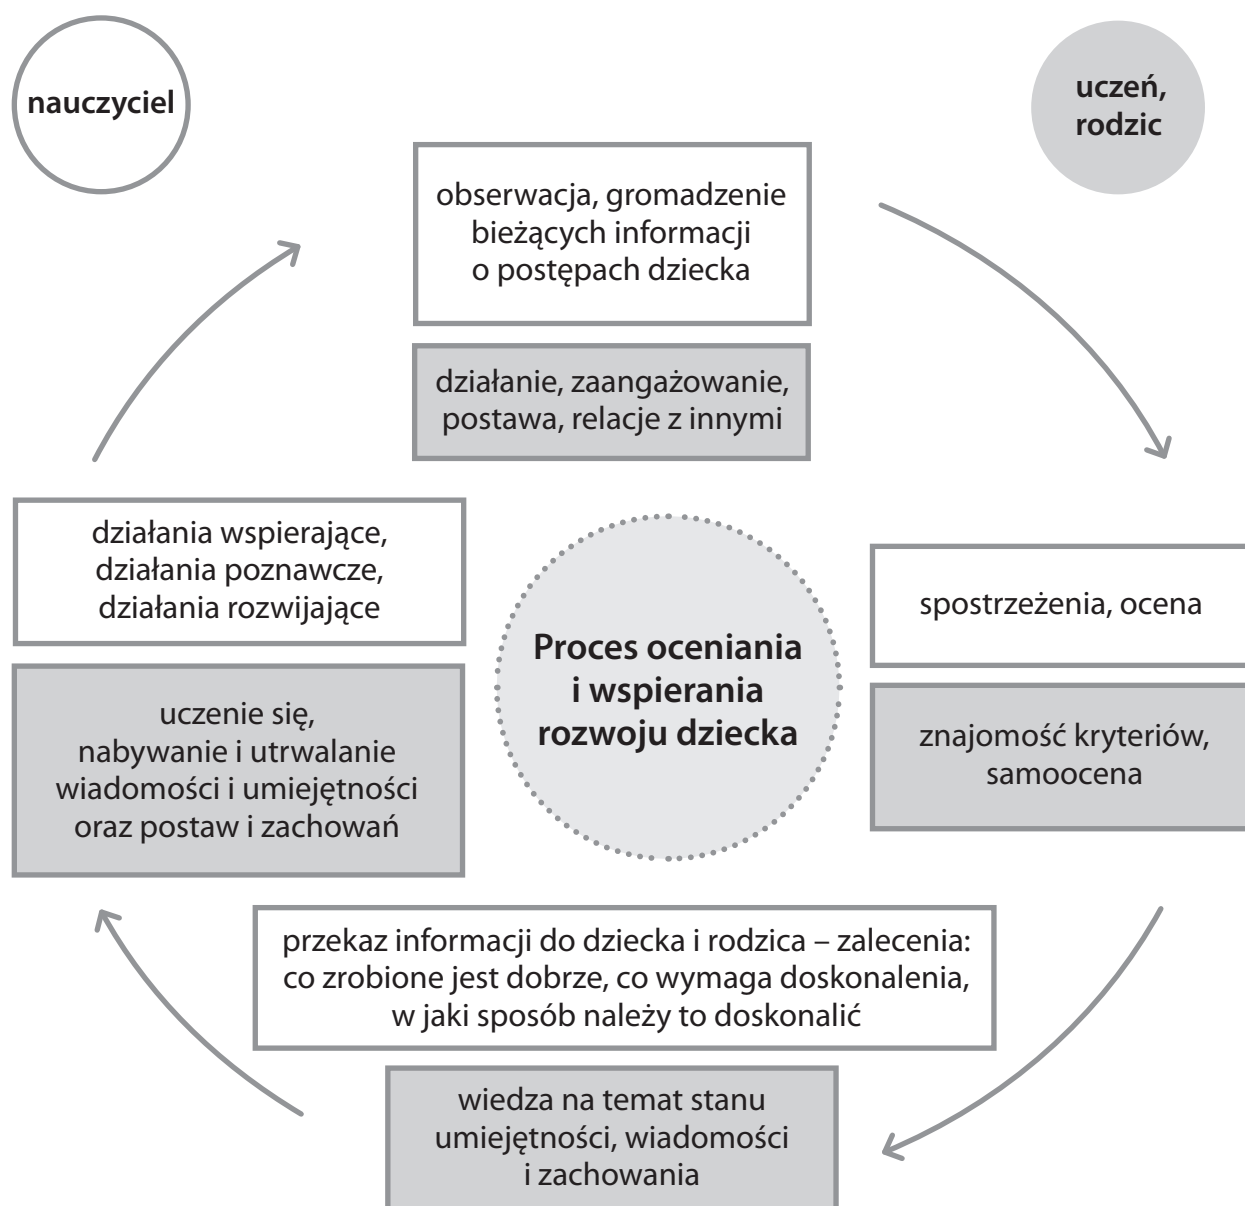 nauczyciel
uczeń,
rodzic
obserwacja, gromadzenie
bieżących informacji
o postępach dziecka
działanie, zaangażowanie,
postawa, relacje z innymi
działania wspierające,
działania poznawcze,
działania rozwijające
uczenie się,
nabywanie i utrwalanie
wiadomości i umiejętności
oraz postaw i zachowań
Proces oceniania
i wspierania
rozwoju dziecka
spostrzeżenia, ocena
znajomość kryteriów,
samoocena
przekaz informacji do dziecka i rodzica – zalecenia:
co zrobione jest dobrze, co wymaga doskonalenia,
w jaki sposób należy to doskonalić
wiedza na temat stanu
umiejętności, wiadomości
i zachowania